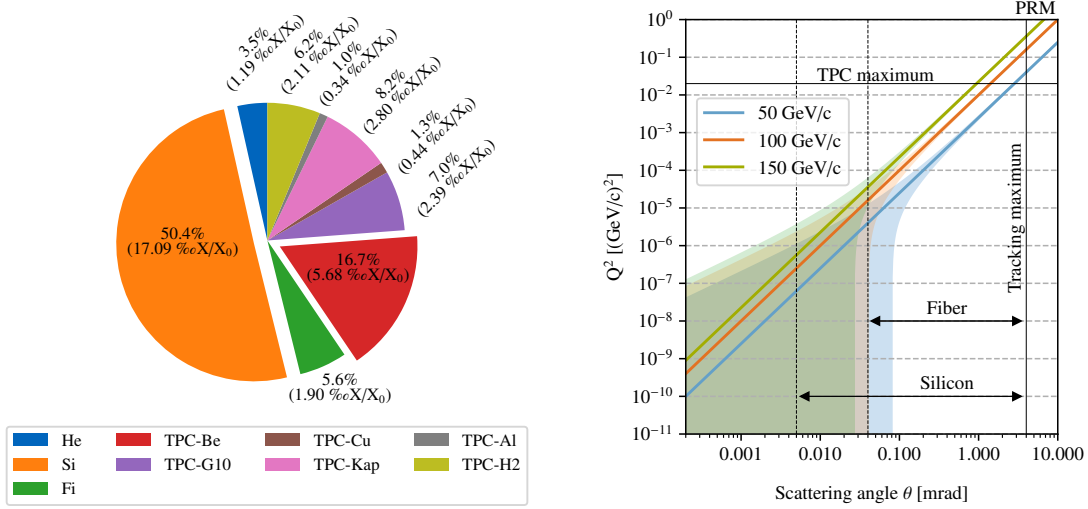 3.5%
(1.19 ‰X/X₀)
6.2%
(2.11 ‰X/X₀)
1.0%
(0.34 ‰X/X₀)
8.2%
(2.80 ‰X/X₀)
1.3%
(0.44 ‰X/X₀)
7.0%
(2.39 ‰X/X₀)
50.4%
(17.09 ‰X/X₀)
16.7%
(5.68 ‰X/X₀)
5.6%
(1.90 ‰X/X₀)
He
TPC-Be
TPC-Cu
TPC-Al
Si
TPC-G10
TPC-Kap
TPC-H2
Fi
PRM
10⁰
10⁻¹
10⁻²
10⁻³
10⁻⁴
10⁻⁵
10⁻⁶
10⁻⁷
10⁻⁸
10⁻⁹
10⁻¹⁰
10⁻¹¹
Q² [(GeV/c)²]
TPC maximum
50 GeV/c
100 GeV/c
150 GeV/c
Tracking maximum
Fiber
Silicon
0.001
0.010
0.100
1.000
10.000
Scattering angle θ [mrad]